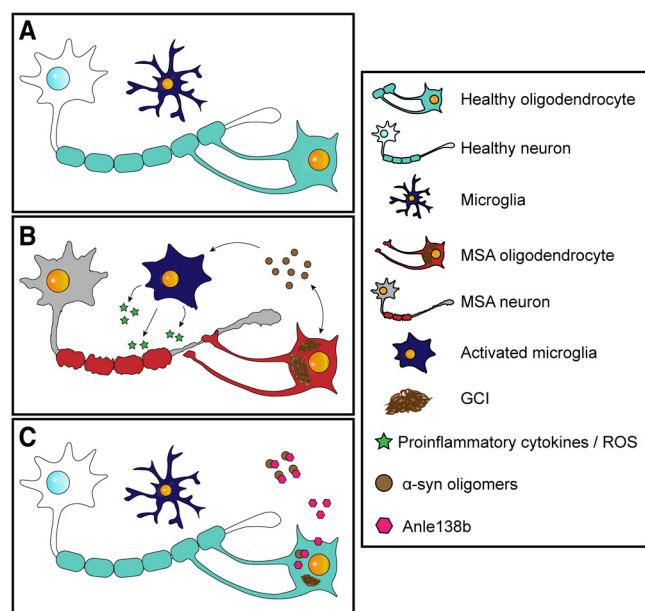 A
B
C
Healthy oligodendrocyte
Healthy neuron
Microglia
MSA oligodendrocyte
MSA neuron
Activated microglia
GCI
Proinflammatory cytokines / ROS
α-syn oligomers
Anle138b